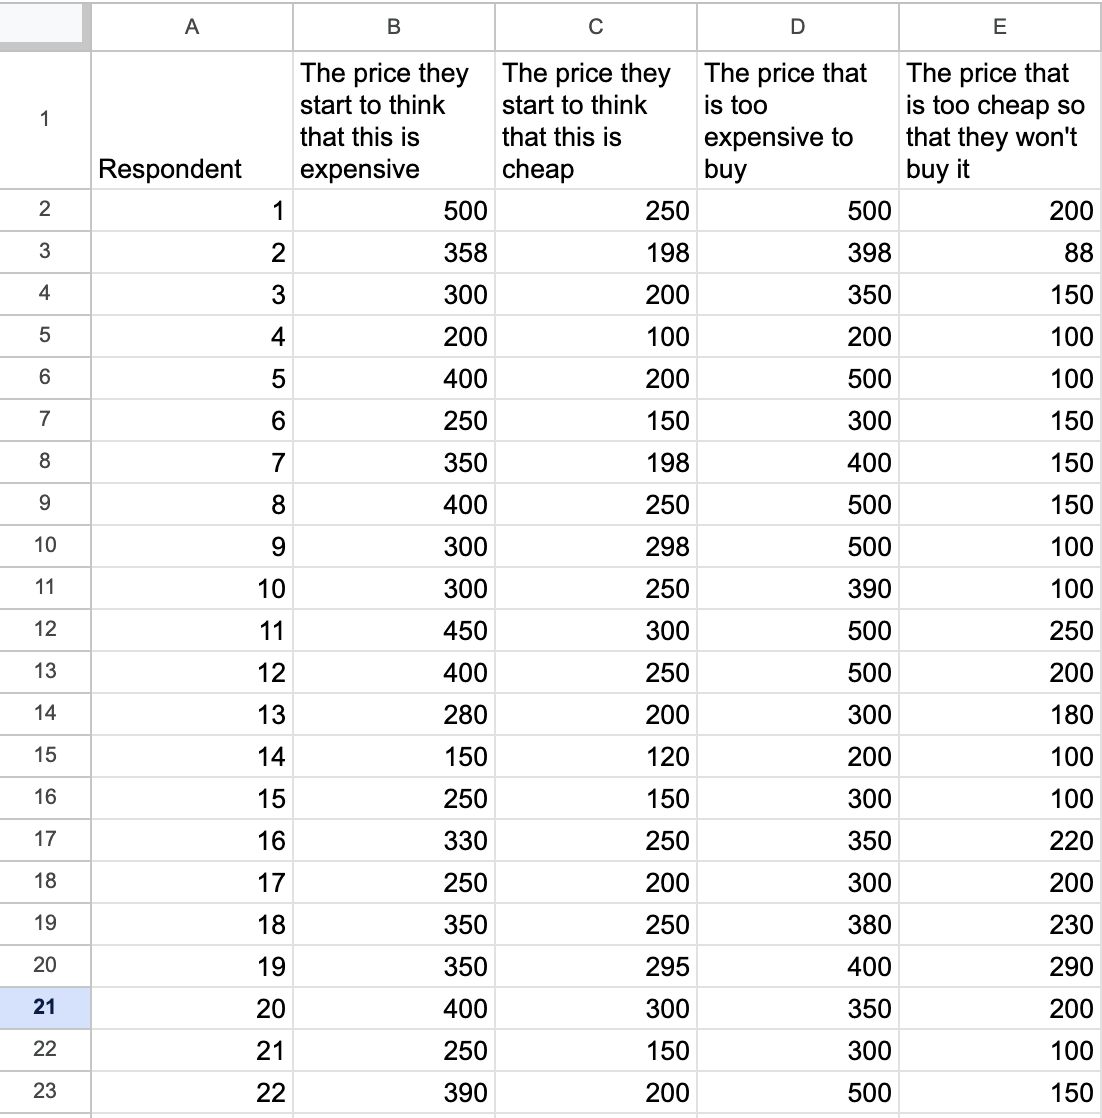 A B C D E
1 Respondent The price they start to think that this is expensive The price they start to think that this is cheap The price that is too expensive to buy The price that is too cheap so that they won't buy it
2 1 500 250 500 200
3 2 358 198 398 88
4 3 300 200 350 150
5 4 200 100 200 100
6 5 400 200 500 100
7 6 250 150 300 150
8 7 350 198 400 150
9 8 400 250 500 150
10 9 300 298 500 100
11 10 300 250 390 100
12 11 450 300 500 250
13 12 400 250 500 200
14 13 280 200 300 180
15 14 150 120 200 100
16 15 250 150 300 100
17 16 330 250 350 220
18 17 250 200 300 200
19 18 350 250 380 230
20 19 350 295 400 290
21 20 400 300 350 200
22 21 250 150 300 100
23 22 390 200 500 150